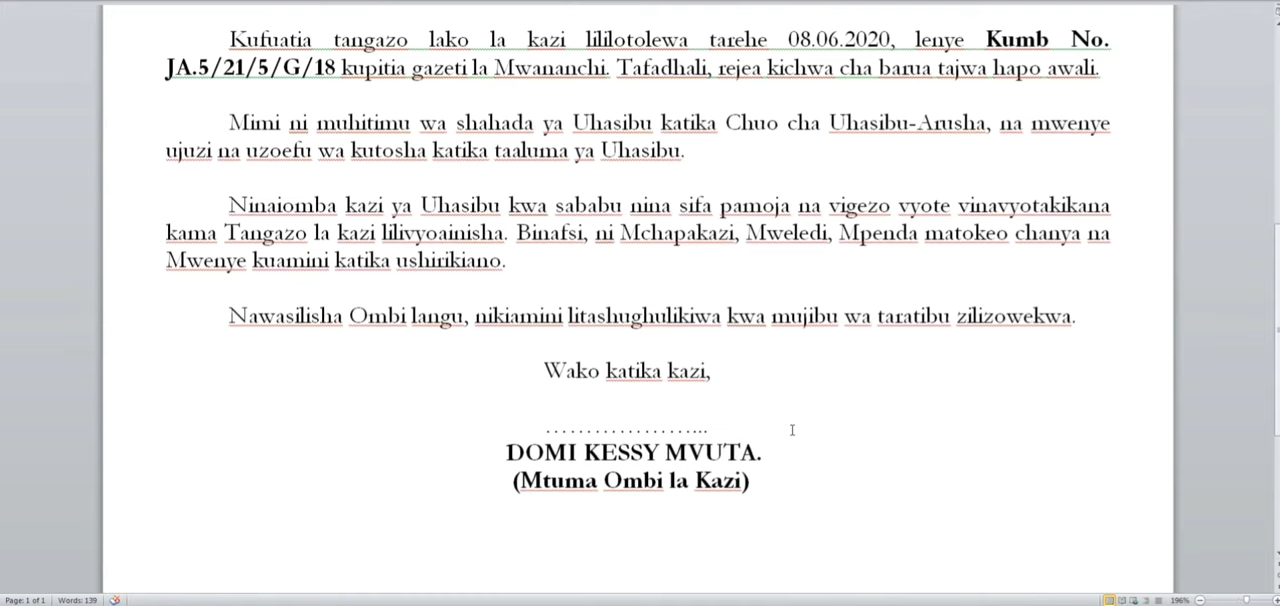 Kufuatia tangazo lako la kazi lililotolewa tarehe 08.06.2020, lenye Kumb No.
JA.5/21/5/G/18 kupitia gazeti la Mwananchi. Tafadhali, rejea kichwa cha barua tajwa hapo awali.
Mimi ni muhitimu wa shahada ya Uhasibu katika Chuo cha Uhasibu-Arusha, na mwenye
ujuzi na uzoefu wa kutosha katika taaluma ya Uhasibu.
Ninaiomba kazi ya Uhasibu kwa sababu nina sifa pamoja na vigezo vyote vinavyotakikana
kama Tangazo la kazi lilivyoainisha. Binafsi, ni Mchapakazi, Mweledi, Mpenda matokeo chanya na
Mwenye kuamini katika ushirikiano.
Nawasilisha Ombi langu, nikiamini litashughulikiwa kwa mujibu wa taratibu zilizowekwa.
Wako katika kazi,
.......................
DOMI KESSY MVUTA.
(Mtuma Ombi la Kazi)
Page: 1 of 1 Words: 139 196%